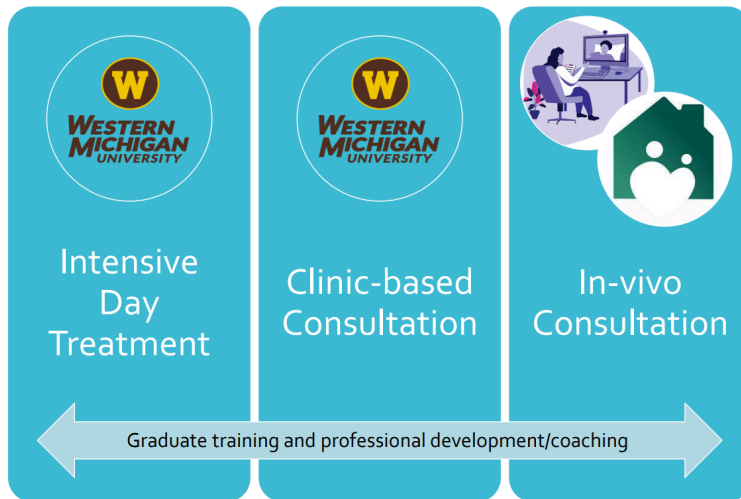 W
WESTERN
MICHIGAN
UNIVERSITY
Intensive
Day
Treatment
W
WESTERN
MICHIGAN
UNIVERSITY
Clinic-based
Consultation
In-vivo
Consultation
Graduate training and professional development/coaching